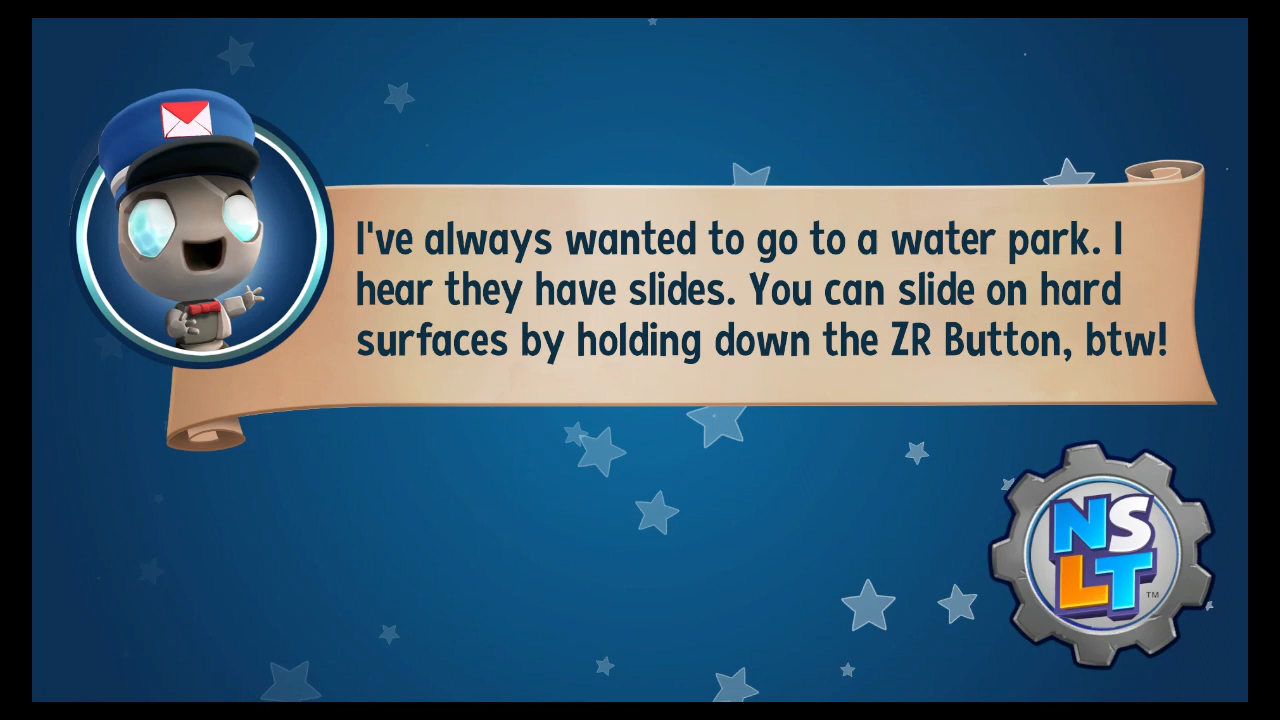 I've always wanted to go to a water park. I
hear they have slides. You can slide on hard
surfaces by holding down the ZR Button, btw!
NS
LT
TM